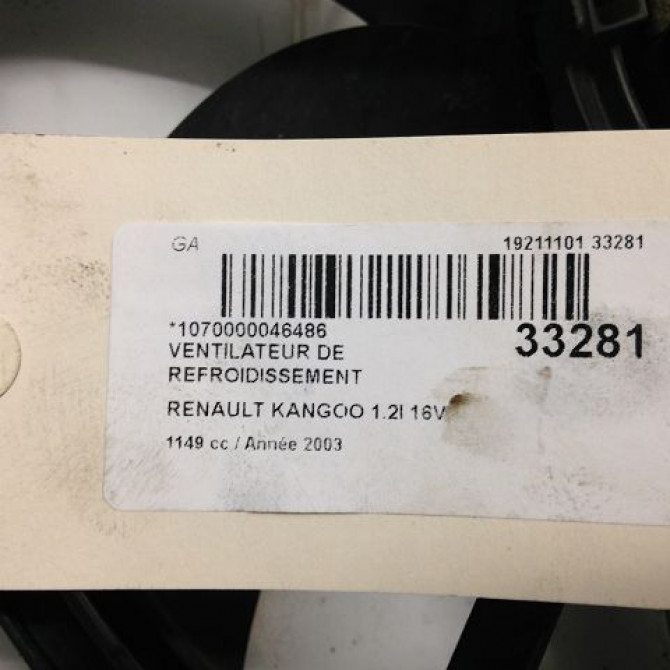 GA 19211101 33281
*1070000046486 33281
VENTILATEUR DE
REFROIDISSEMENT
RENAULT KANGOO 1.2I 16V
1149 cc / Année 2003